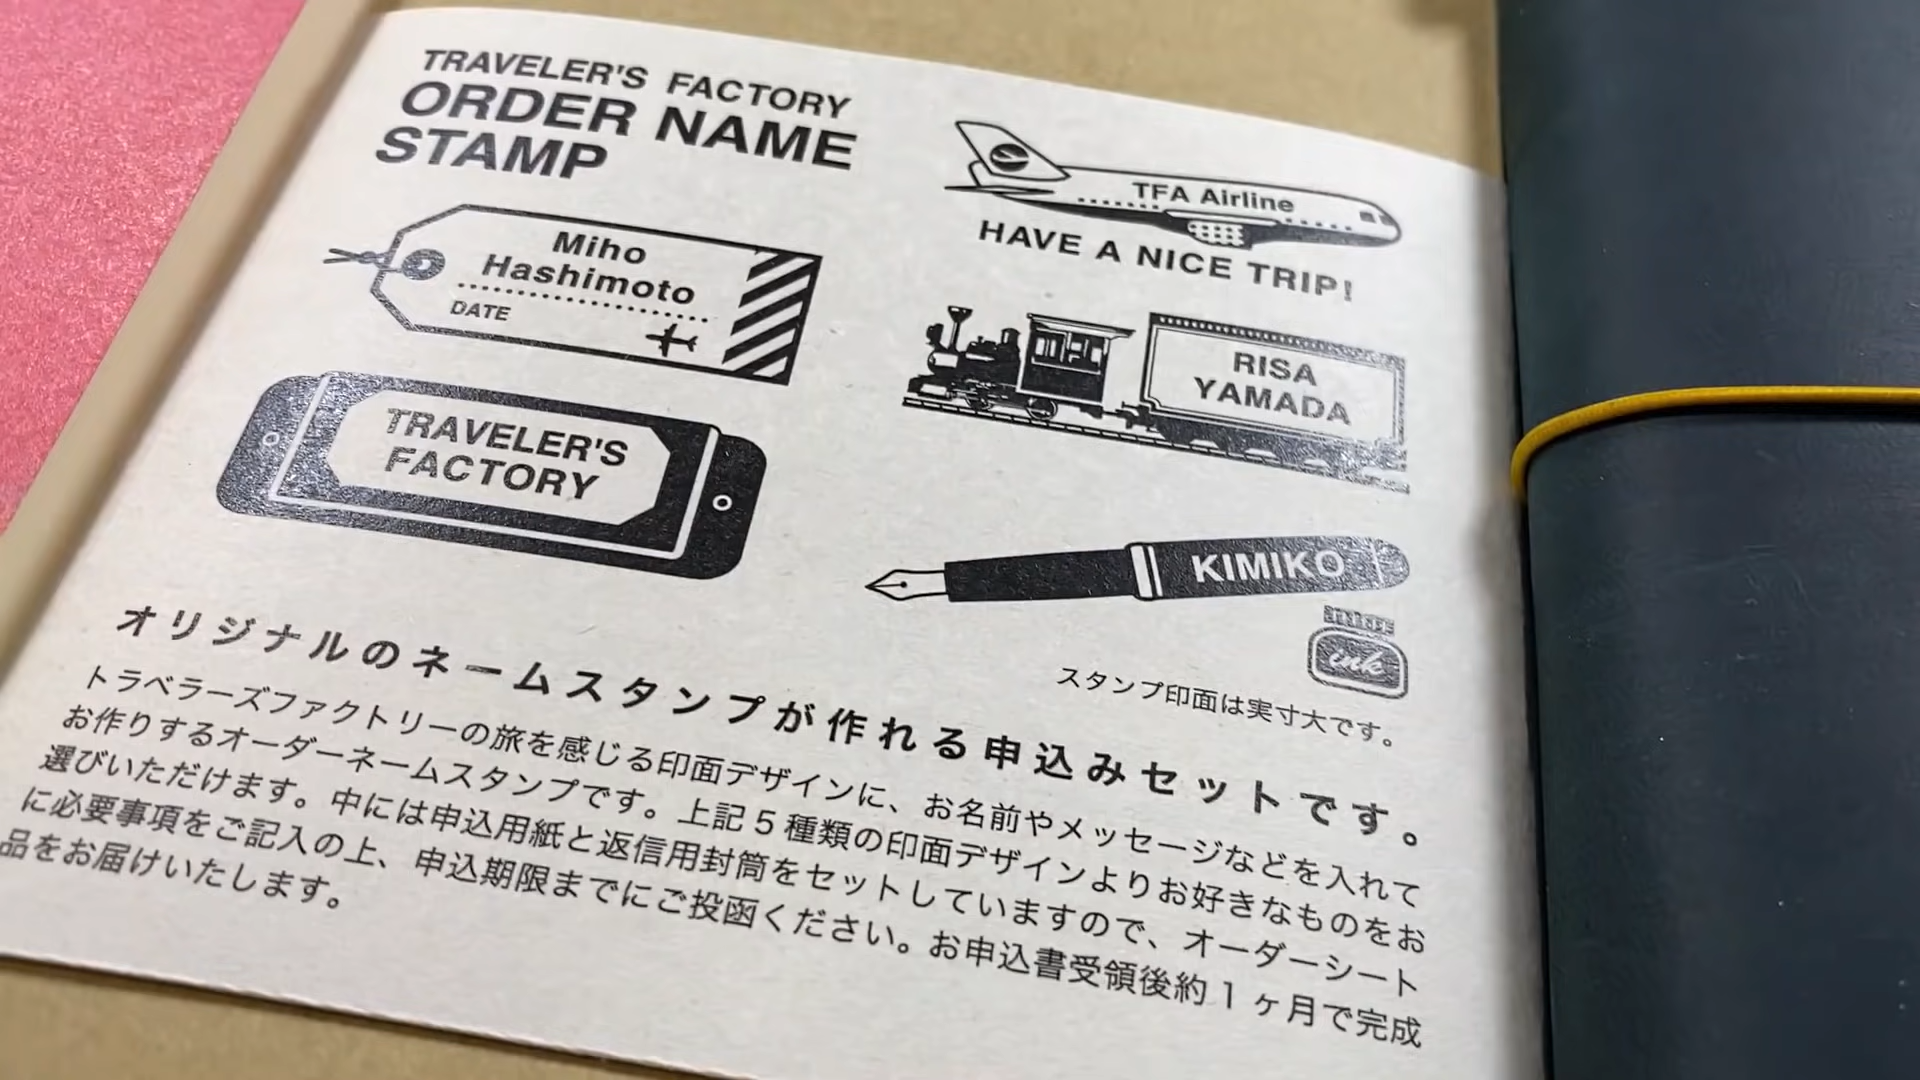 TRAVELER'S FACTORY
ORDER NAME
STAMP
TFA Airline
HAVE A NICE TRIP!
Miho
Hashimoto
DATE
RISA
YAMADA
TRAVELER'S
FACTORY
KIMIKO
ink
スタンプ印面は実寸大です。
オリジナルのネームスタンプが作れる申込みセットです。
トラベラーズファクトリーの旅を感じる印面デザインに、お名前やメッセージなどを入れて
お作りするオーダーネームスタンプです。上記5種類の印面デザインよりお好きなものをお
選びいただけます。中には申込用紙と返信用封筒をセットしていますので、オーダーシート
に必要事項をご記入の上、申込期限までにご投函ください。お申込書受領後約1ヶ月で完成
品をお届けいたします。